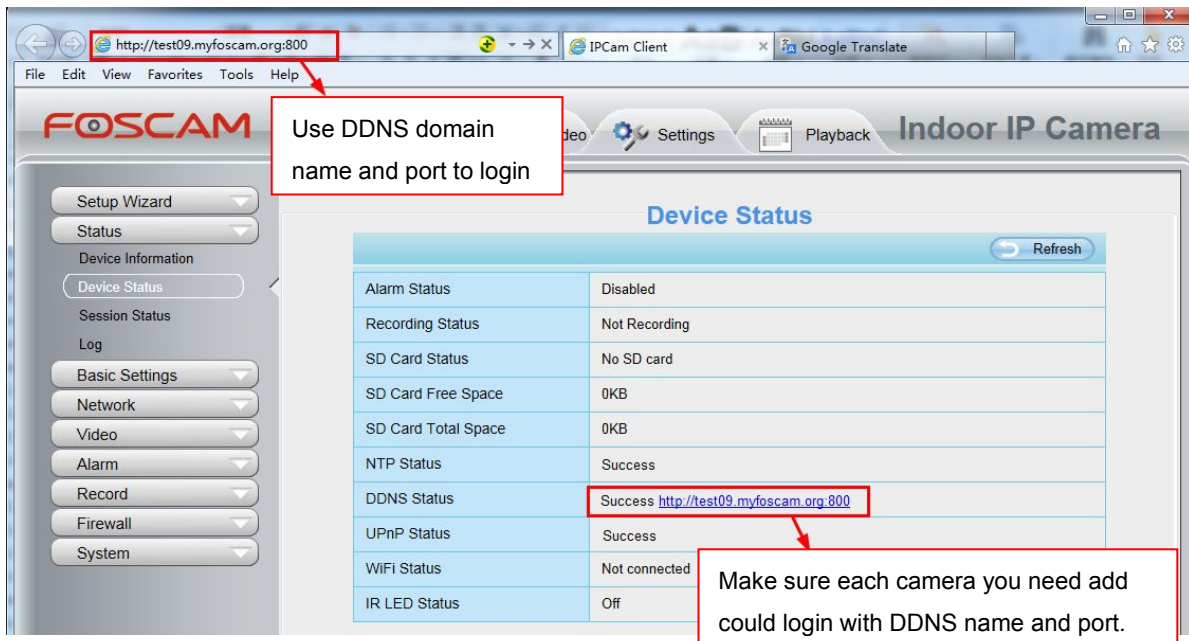 http://test09.myfoscam.org:800
IPCam Client
Google Translate
File Edit View Favorites Tools Help
FOSCAM
Use DDNS domain
name and port to login
deo
Settings
Playback
Indoor IP Camera
Setup Wizard
Status
Device Information
Device Status
Session Status
Log
Basic Settings
Network
Video
Alarm
Record
Firewall
System
Device Status
Refresh
Alarm Status Disabled
Recording Status Not Recording
SD Card Status No SD card
SD Card Free Space 0KB
SD Card Total Space 0KB
NTP Status Success
DDNS Status Success http://test09.myfoscam.org:800
UPnP Status Success
WiFi Status Not connected
IR LED Status Off
Make sure each camera you need add
could login with DDNS name and port.